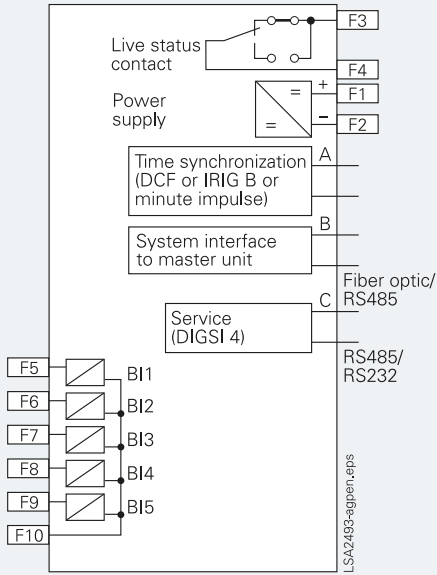 F3
Live status
contact
F4
+
F1
Power
supply
=
=
−
F2
Time synchronization
(DCF or IRIG B or
minute impulse)
A
System interface
to master unit
B
Fiber optic/
RS485
Service
(DIGSI 4)
C
RS485/
RS232
F5
BI1
F6
BI2
F7
BI3
F8
BI4
F9
BI5
F10
LSA2493-agpen.eps